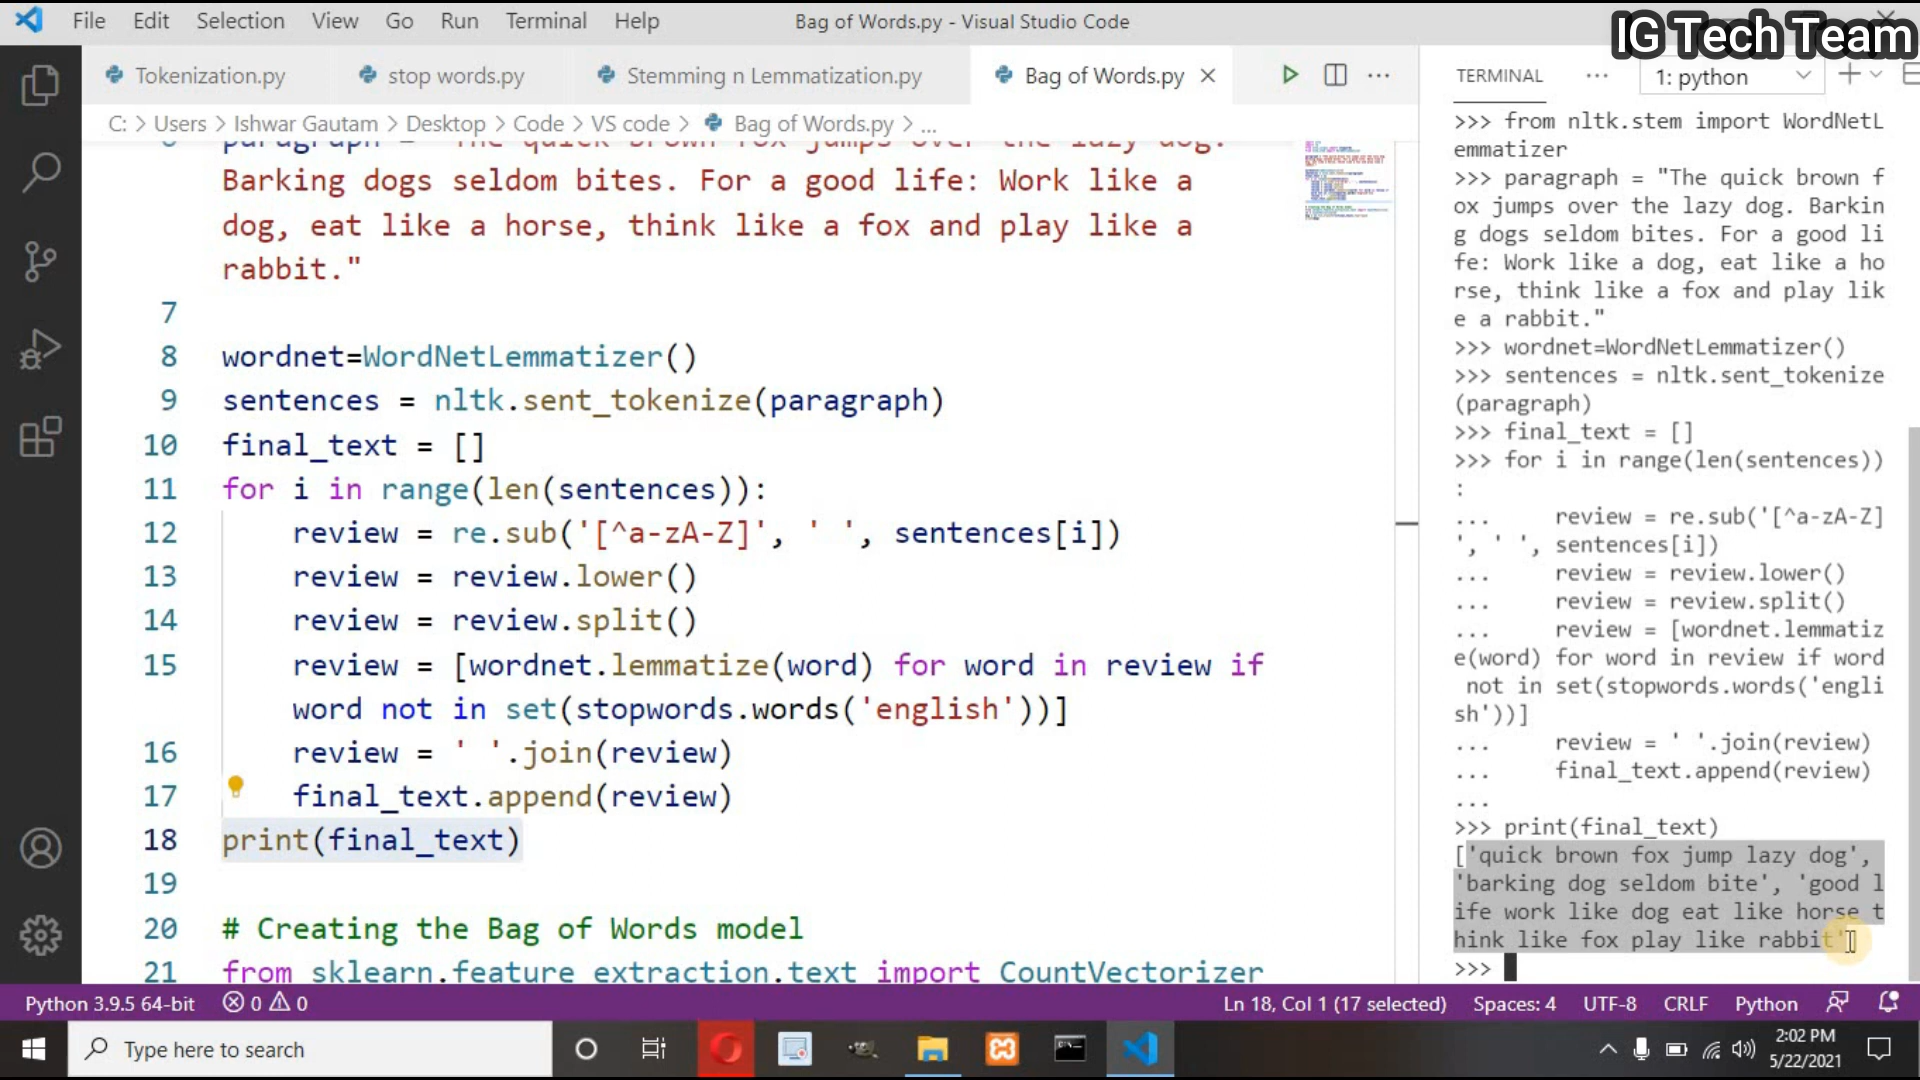 File Edit Selection View Go Run Terminal Help
Bag of Words.py - Visual Studio Code
IG Tech Team
Tokenization.py
stop words.py
Stemming n Lemmatization.py
Bag of Words.py
C: > Users > Ishwar Gautam > Desktop > Code > VS code > Bag of Words.py > ...
paragraph = "The quick brown fox jumps over the lazy dog.
Barking dogs seldom bites. For a good life: Work like a
dog, eat like a horse, think like a fox and play like a
rabbit."
7
8 wordnet=WordNetLemmatizer()
9 sentences = nltk.sent_tokenize(paragraph)
10 final_text = []
11 for i in range(len(sentences)):
12 review = re.sub('[^a-zA-Z]', ' ', sentences[i])
13 review = review.lower()
14 review = review.split()
15 review = [wordnet.lemmatize(word) for word in review if
word not in set(stopwords.words('english'))]
16 review = ' '.join(review)
17 final_text.append(review)
18 print(final_text)
19
20 # Creating the Bag of Words model
21 from sklearn.feature_extraction.text import CountVectorizer
TERMINAL ... 1: python
>>> from nltk.stem import WordNetL
emmatizer
>>> paragraph = "The quick brown f
ox jumps over the lazy dog. Barkin
g dogs seldom bites. For a good li
fe: Work like a dog, eat like a ho
rse, think like a fox and play lik
e a rabbit."
>>> wordnet=WordNetLemmatizer()
>>> sentences = nltk.sent_tokenize
(paragraph)
>>> final_text = []
>>> for i in range(len(sentences))
:
... review = re.sub('[^a-zA-Z]
', ' ', sentences[i])
... review = review.lower()
... review = review.split()
... review = [wordnet.lemmatiz
e(word) for word in review if word
not in set(stopwords.words('engli
sh'))]
... review = ' '.join(review)
... final_text.append(review)
...
>>> print(final_text)
['quick brown fox jump lazy dog',
'barking dog seldom bite', 'good l
ife work like dog eat like horse t
hink like fox play like rabbit'
>>>
Python 3.9.5 64-bit 0 0
Ln 18, Col 1 (17 selected) Spaces: 4 UTF-8 CRLF Python
Type here to search
2:02 PM
5/22/2021